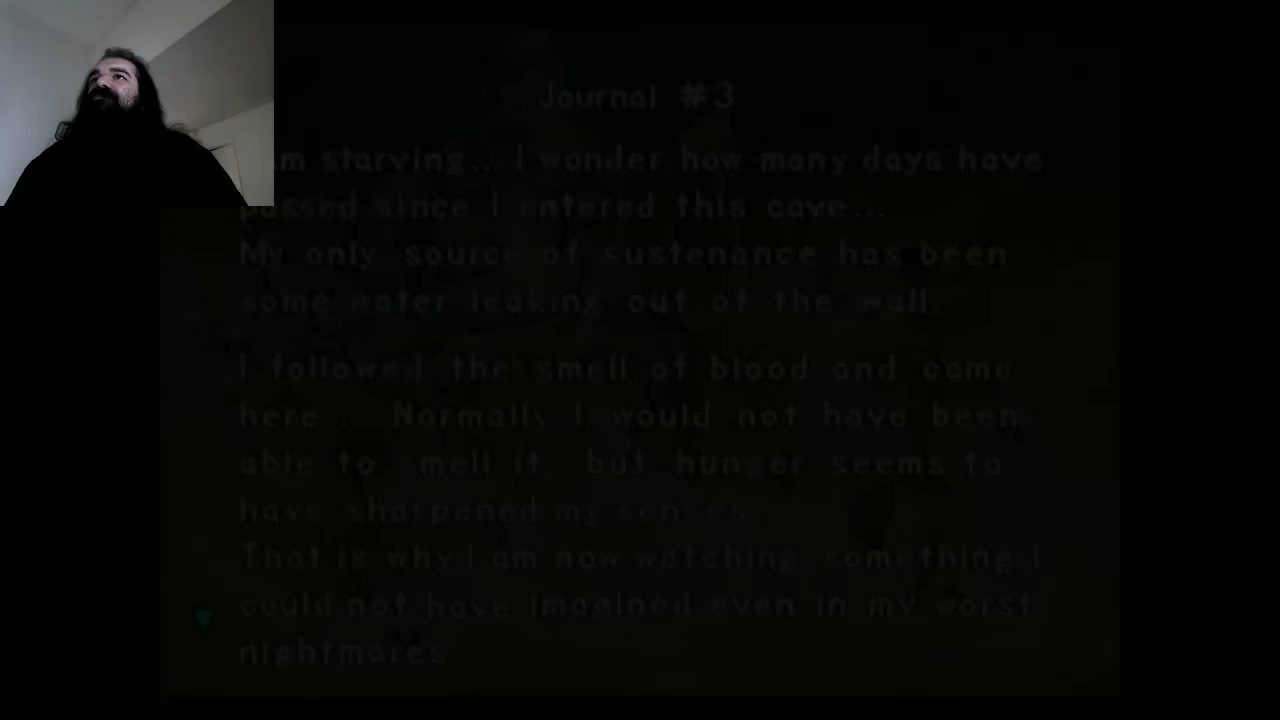 Journal #3
am starving... I wonder how many days have
passed since I entered this cave...
My only source of sustenance has been
some water leaking out of the wall.
I followed the smell of blood and came
here. Normally I would not have been
able to smell it, but hunger seems to
have sharpened my senses
That is why I am now watching something I
could not have imagined even in my worst
nightmares